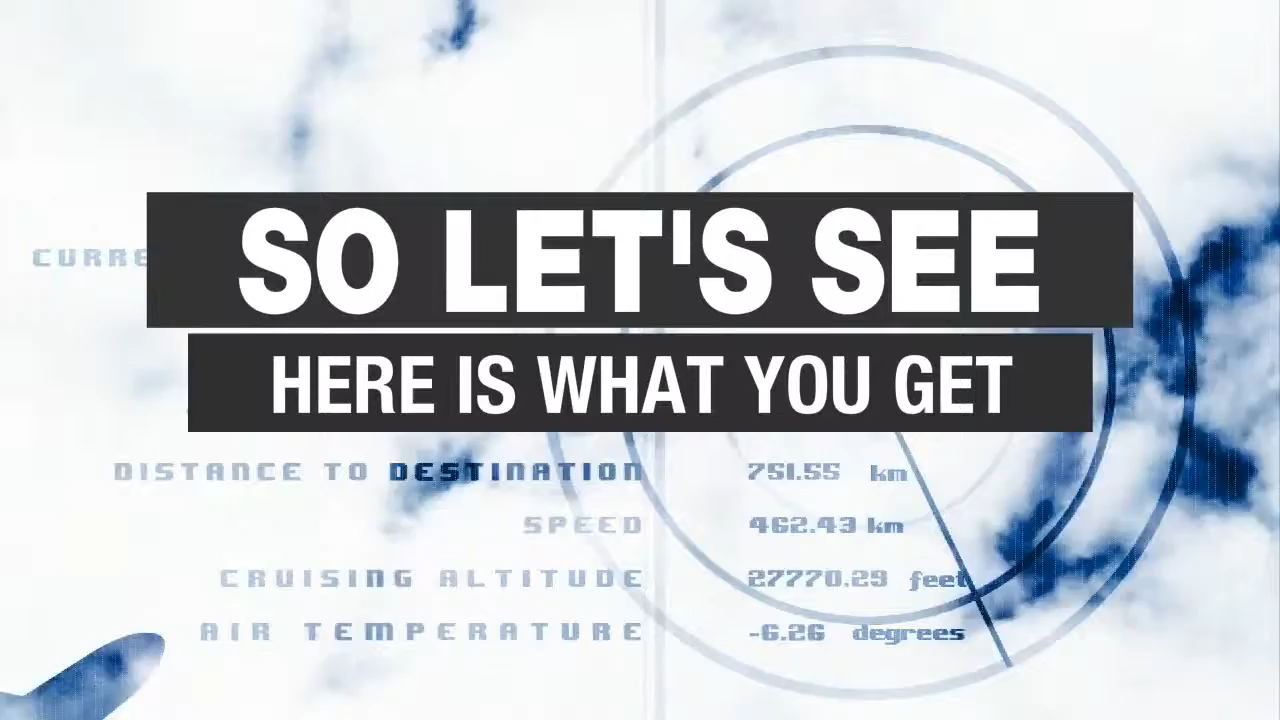 SO LET'S SEE
CURRE
HERE IS WHAT YOU GET
DISTANCE TO DESTINATION 751.55 km
SPEED 462.43 km
CRUISING ALTITUDE 27770.29 feet
AIR TEMPERATURE -6.26 degrees